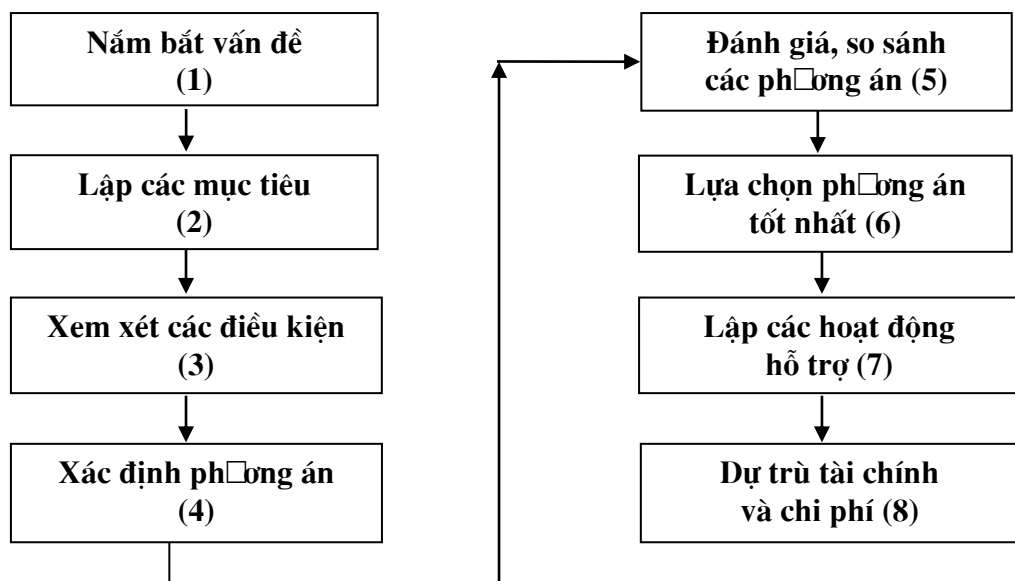 Nắm bắt vấn đề
(1)
Lập các mục tiêu
(2)
Xem xét các điều kiện
(3)
Xác định ph□ơng án
(4)
Đánh giá, so sánh
các ph□ơng án (5)
Lựa chọn ph□ơng án
tốt nhất (6)
Lập các hoạt động
hỗ trợ (7)
Dự trù tài chính
và chi phí (8)